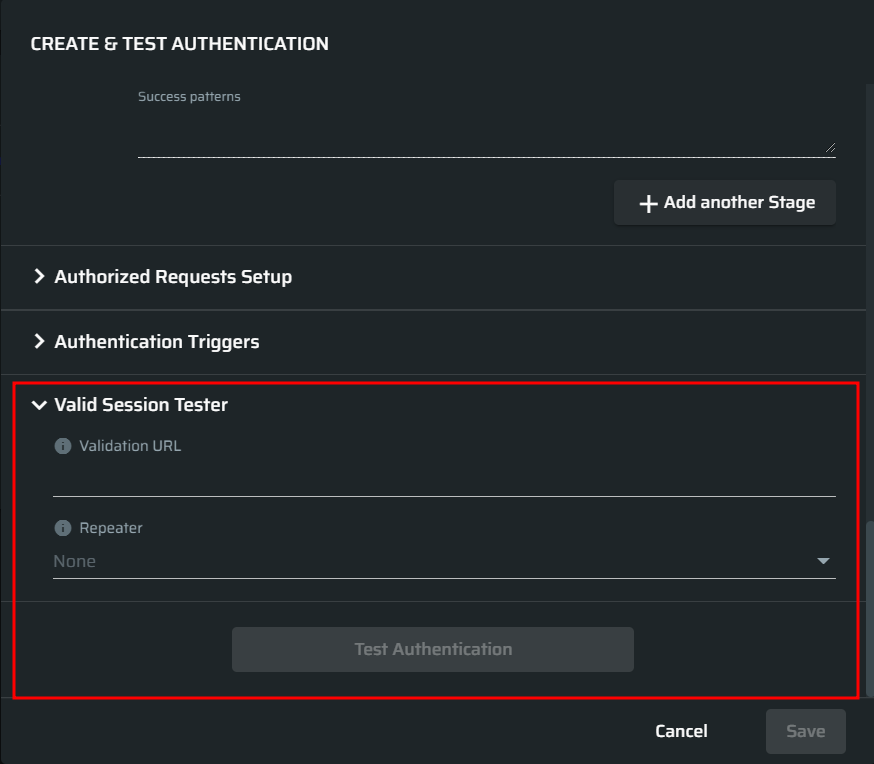 CREATE & TEST AUTHENTICATION
Success patterns
Add another Stage
Authorized Requests Setup
Authentication Triggers
Valid Session Tester
Validation URL
Repeater
None
Test Authentication
Cancel
Save